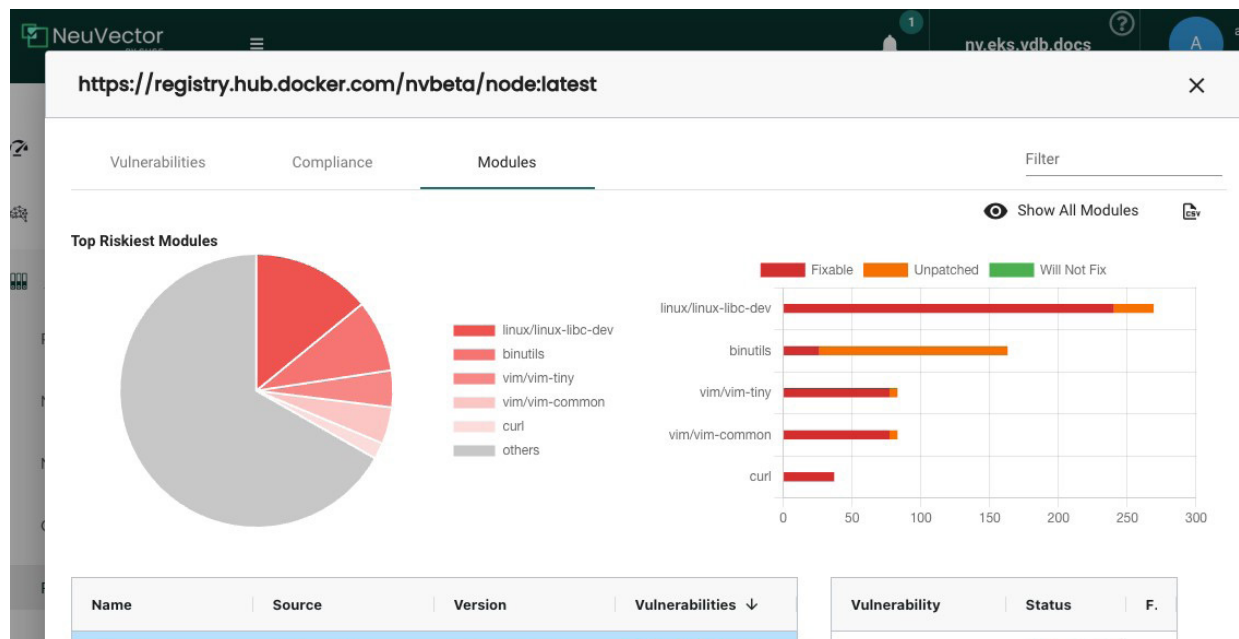 NeuVector
1
nv.eks.vdb.docs
A
https://registry.hub.docker.com/nvbeta/node:latest
Vulnerabilities Compliance Modules Filter
Show All Modules CSV
Top Riskiest Modules
linux/linux-libc-dev
binutils
vim/vim-tiny
vim/vim-common
curl
others
Fixable Unpatched Will Not Fix
linux/linux-libc-dev
binutils
vim/vim-tiny
vim/vim-common
curl
0 50 100 150 200 250 300
Name Source Version Vulnerabilities Vulnerability Status F.